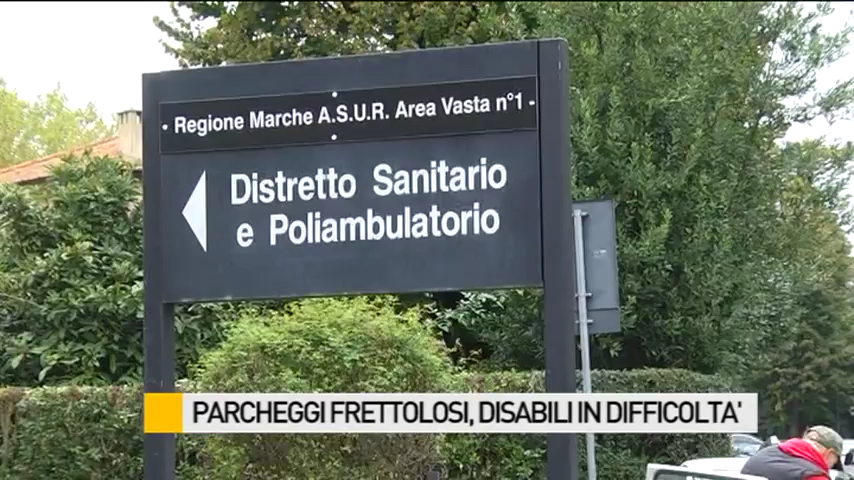 Regione Marche A.S.U.R. Area Vasta n°1
Distretto Sanitario
e Poliambulatorio
PARCHEGGI FRETTOLOSI, DISABILI IN DIFFICOLTA'